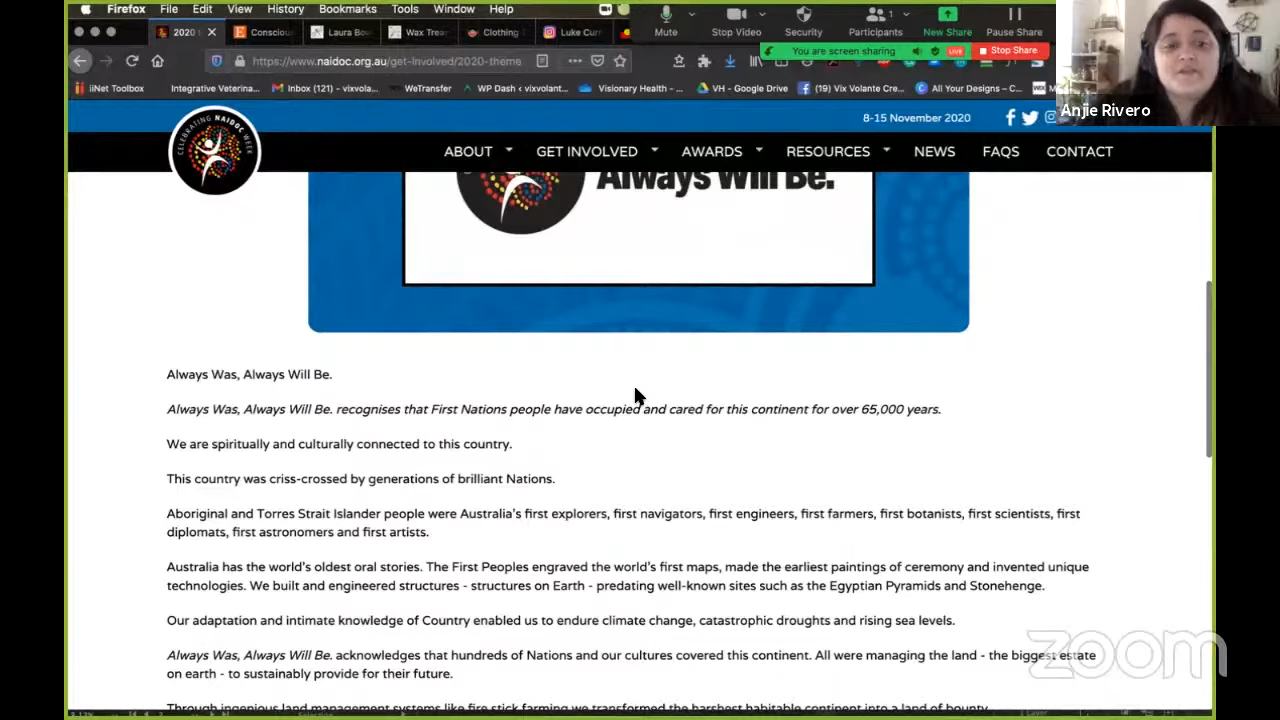 Firefox File Edit View History Bookmarks Tools Window Help
Mute Stop Video Security Participants 1 New Share Pause Share
2020 Conscious Laura Bo Wax Trea Clothing Luke Curr
You are screen sharing LIVE Stop Share
https://www.naidoc.org.au/get-involved/2020-theme
iiNet Toolbox Integrative Veterina... Inbox (121) - vixvola... WeTransfer WP Dash < vixvolant... Visionary Health - ... VH - Google Drive (19) Vix Volante Cre... All Your Designs - C...
Anjie Rivero
8-15 November 2020
CELEBRATING NAIDOC WEEK
ABOUT GET INVOLVED AWARDS RESOURCES NEWS FAQS CONTACT
Always Will Be.
Always Was, Always Will Be.
Always Was, Always Will Be. recognises that First Nations people have occupied and cared for this continent for over 65,000 years.
We are spiritually and culturally connected to this country.
This country was criss-crossed by generations of brilliant Nations.
Aboriginal and Torres Strait Islander people were Australia's first explorers, first navigators, first engineers, first farmers, first botanists, first scientists, first
diplomats, first astronomers and first artists.
Australia has the world's oldest oral stories. The First Peoples engraved the world's first maps, made the earliest paintings of ceremony and invented unique
technologies. We built and engineered structures - structures on Earth - predating well-known sites such as the Egyptian Pyramids and Stonehenge.
Our adaptation and intimate knowledge of Country enabled us to endure climate change, catastrophic droughts and rising sea levels.
Always Was, Always Will Be. acknowledges that hundreds of Nations and our cultures covered this continent. All were managing the land - the biggest estate
on earth - to sustainably provide for their future.
Through ingenious land management systems like fire stick farming we transformed the harshest habitable continent into a land of bounty.
zoom